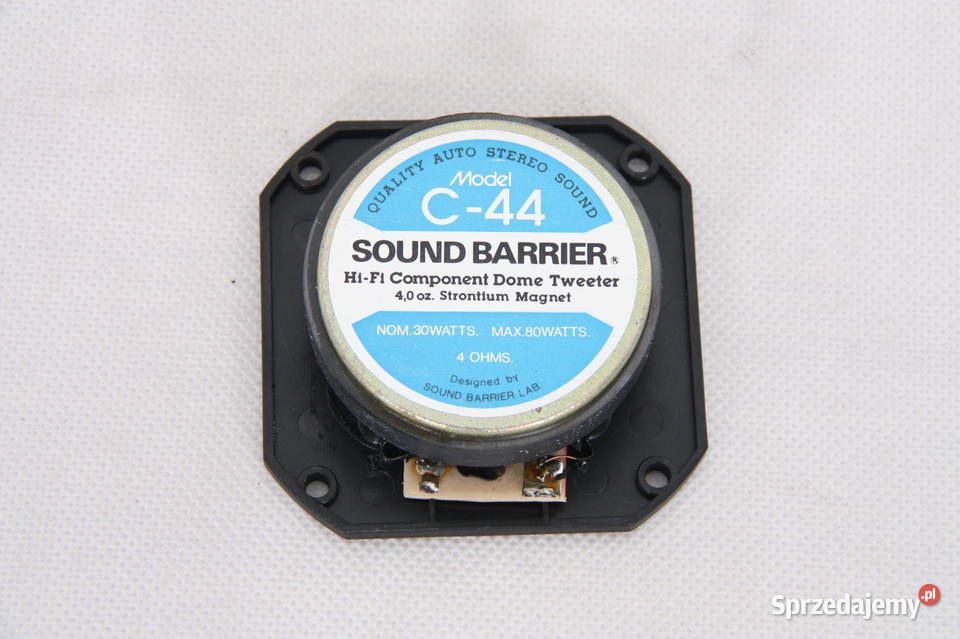 QUALITY AUTO STEREO SOUND
Model
C-44
SOUND BARRIER®
Hi-Fi Component Dome Tweeter
4,0 oz. Strontium Magnet
NOM.30WATTS. MAX.80WATTS.
4 OHMS.
Designed by
SOUND BARRIER LAB.
Sprzedajemy.pl